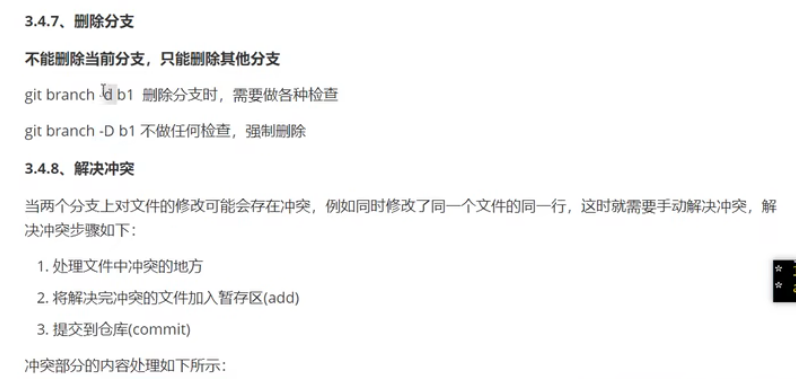 3.4.7、删除分支
不能删除当前分支，只能删除其他分支
git branch -d b1 删除分支时，需要做各种检查
git branch -D b1 不做任何检查，强制删除
3.4.8、解决冲突
当两个分支上对文件的修改可能会存在冲突，例如同时修改了同一个文件的同一行，这时就需要手动解决冲突，解
决冲突步骤如下：
1. 处理文件中冲突的地方
2. 将解决完冲突的文件加入暂存区(add)
3. 提交到仓库(commit)
冲突部分的内容处理如下所示：